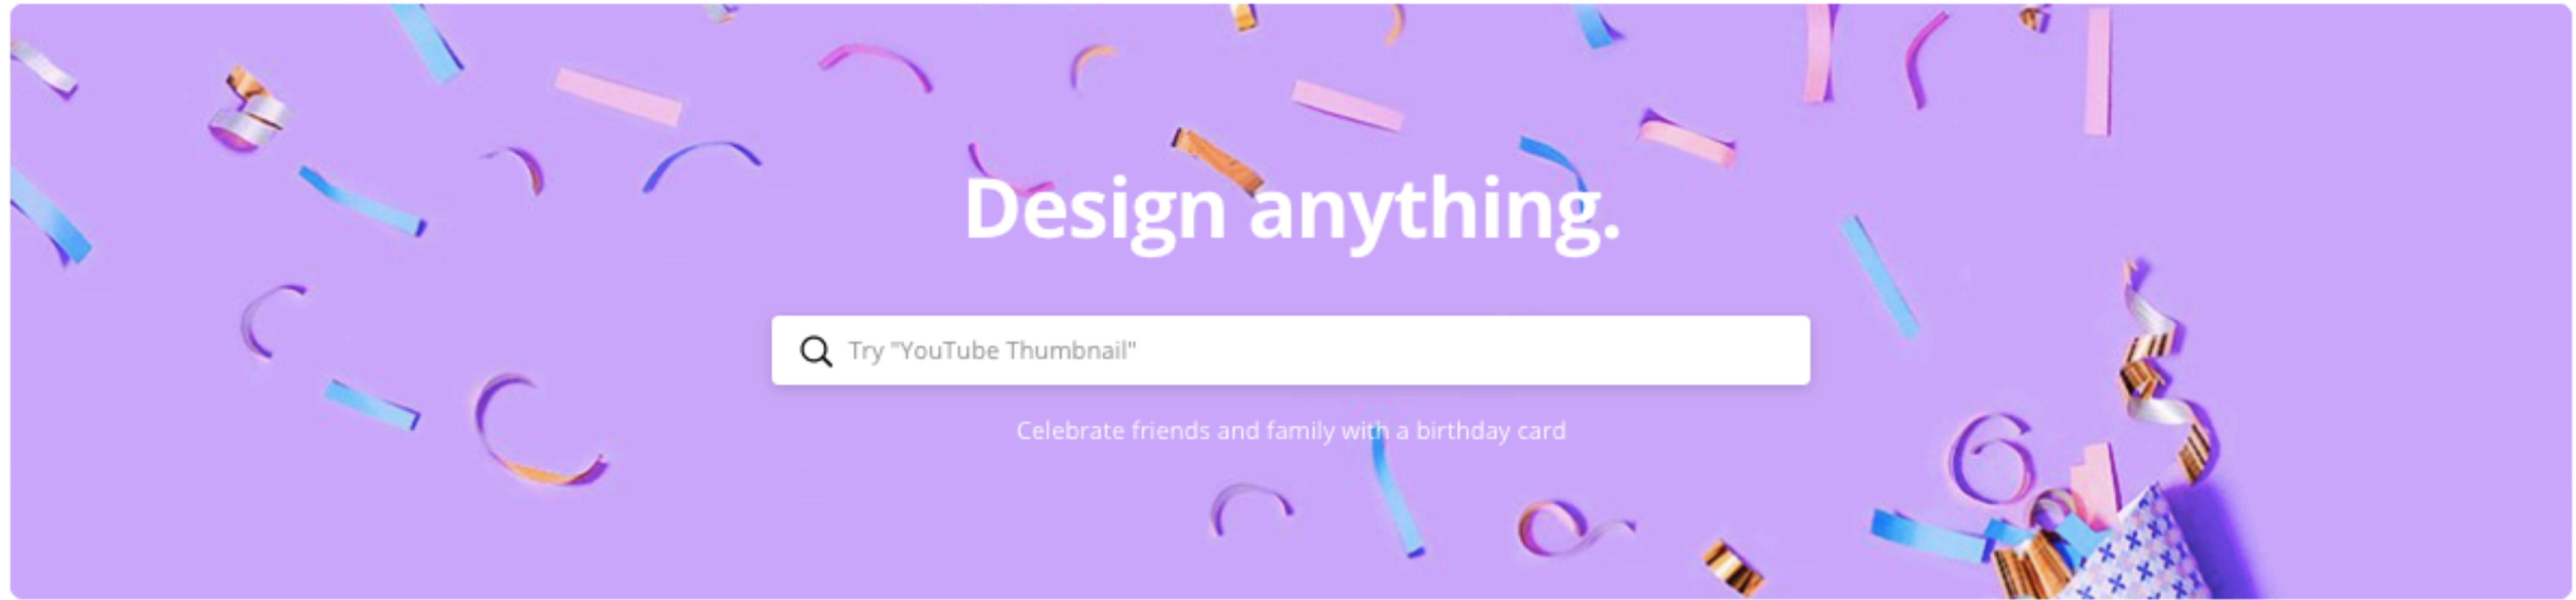 Design anything.
Try "YouTube Thumbnail"
Celebrate friends and family with a birthday card